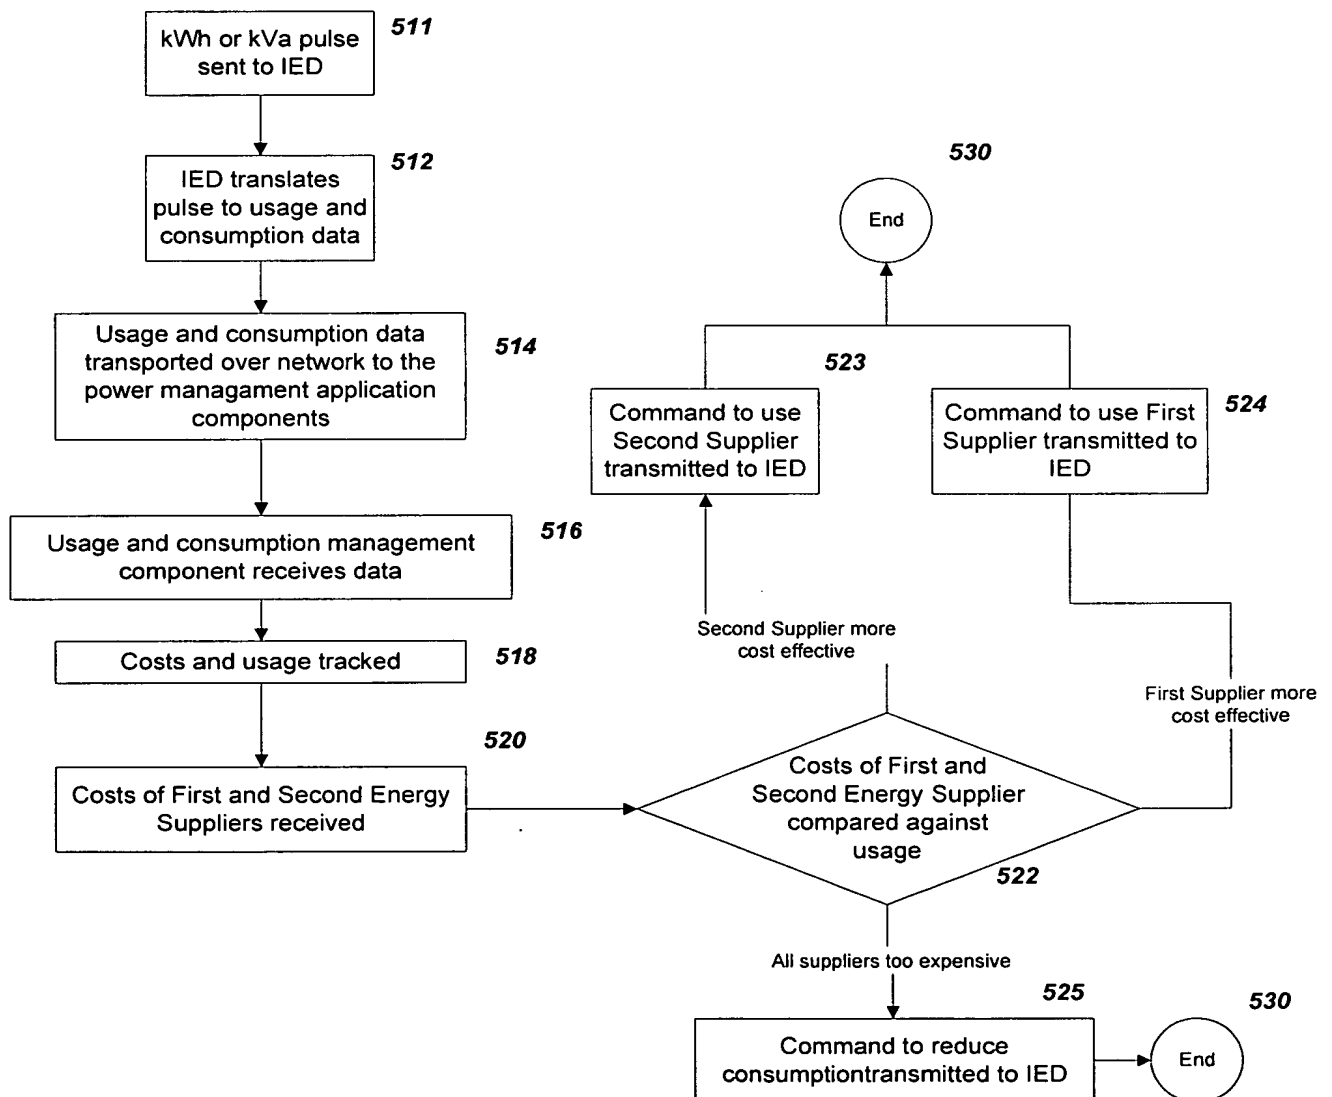 kWh or kVa pulse
sent to IED
511
IED translates
pulse to usage and
consumption data
512
Usage and consumption data
transported over network to the
power managament application
components
514
Usage and consumption management
component receives data
516
Costs and usage tracked
518
Costs of First and Second Energy
Suppliers received
520
Costs of First and
Second Energy Supplier
compared against
usage
522
Second Supplier more
cost effective
Command to use
Second Supplier
transmitted to IED
523
First Supplier more
cost effective
Command to use First
Supplier transmitted to
IED
524
End
530
All suppliers too expensive
Command to reduce
consumptiontransmitted to IED
525
End
530